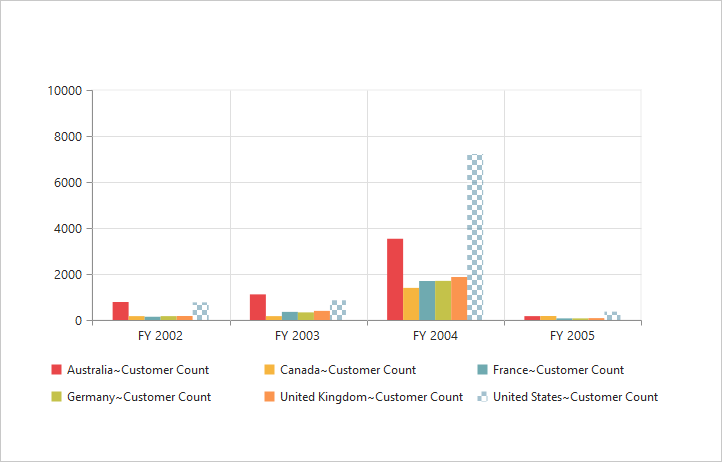 10000
8000
6000
4000
2000
0
FY 2002 FY 2003 FY 2004 FY 2005
Australia~Customer Count Canada~Customer Count France~Customer Count
Germany~Customer Count United Kingdom~Customer Count United States~Customer Count